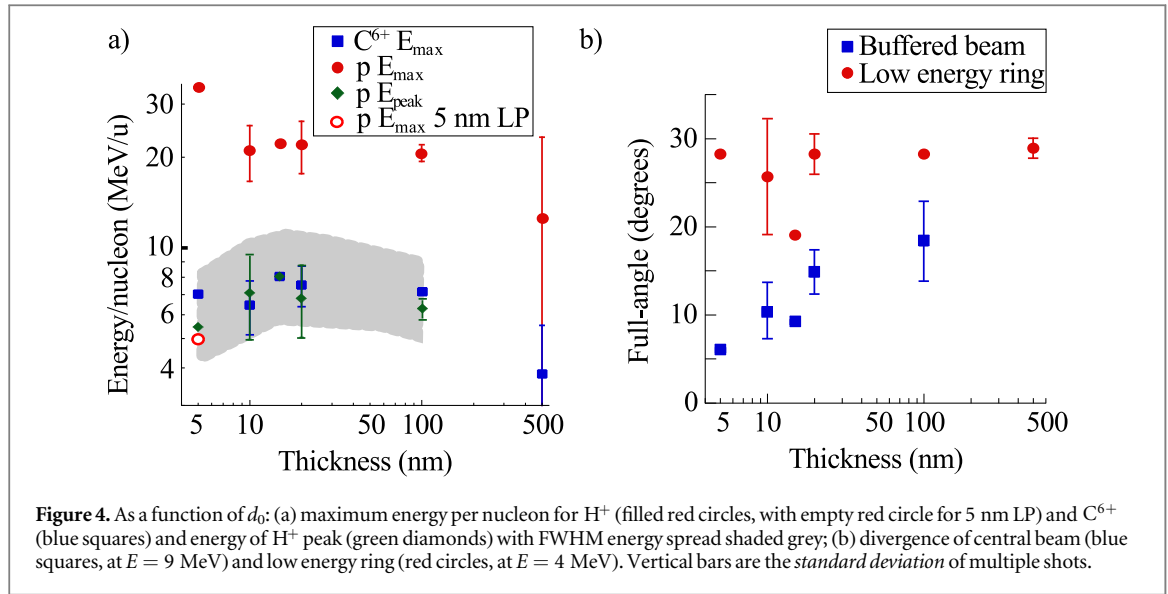 a)
C⁶⁺ Eₘₐₓ
p Eₘₐₓ
p Eₚₑₐₖ
p Eₘₐₓ 5 nm LP
Energy/nucleon (MeV/u)
30
20
10
8
6
4
5 10 50 100 500
Thickness (nm)
b)
Buffered beam
Low energy ring
Full-angle (degrees)
30
20
10
0
5 10 50 100 500
Thickness (nm)
Figure 4. As a function of d₀: (a) maximum energy per nucleon for H⁺ (filled red circles, with empty red circle for 5 nm LP) and C⁶⁺
(blue squares) and energy of H⁺ peak (green diamonds) with FWHM energy spread shaded grey; (b) divergence of central beam (blue
squares, at E = 9 MeV) and low energy ring (red circles, at E = 4 MeV). Vertical bars are the standard deviation of multiple shots.